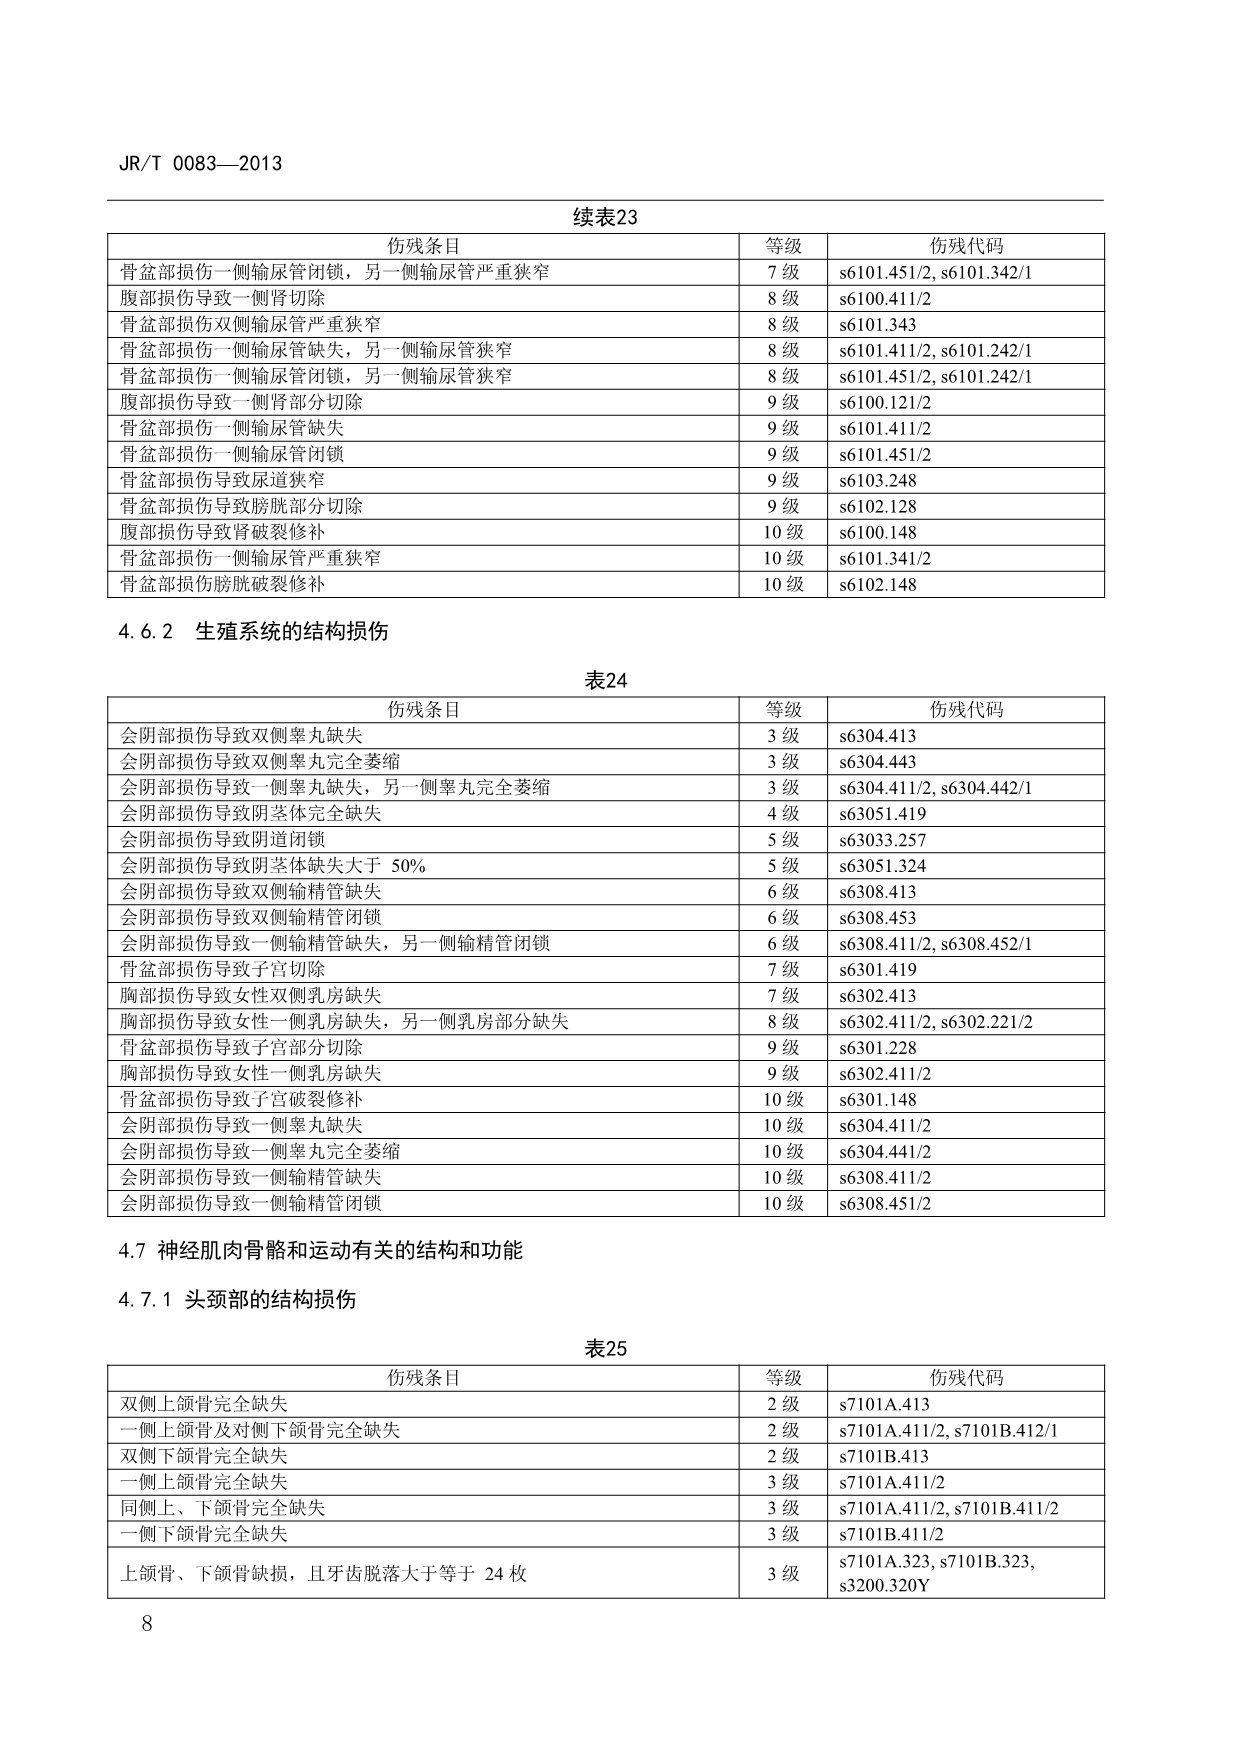 JR/T 0083—2013
续表23
伤残条目 等级 伤残代码
骨盆部损伤一侧输尿管闭锁，另一侧输尿管严重狭窄 7 级 s6101.451/2, s6101.342/1
腹部损伤导致一侧肾切除 8 级 s6100.411/2
骨盆部损伤双侧输尿管严重狭窄 8 级 s6101.343
骨盆部损伤一侧输尿管缺失，另一侧输尿管狭窄 8 级 s6101.411/2, s6101.242/1
骨盆部损伤一侧输尿管闭锁，另一侧输尿管狭窄 8 级 s6101.451/2, s6101.242/1
腹部损伤导致一侧肾部分切除 9 级 s6100.121/2
骨盆部损伤一侧输尿管缺失 9 级 s6101.411/2
骨盆部损伤一侧输尿管闭锁 9 级 s6101.451/2
骨盆部损伤导致尿道狭窄 9 级 s6103.248
骨盆部损伤导致膀胱部分切除 9 级 s6102.128
腹部损伤导致肾破裂修补 10 级 s6100.148
骨盆部损伤一侧输尿管严重狭窄 10 级 s6101.341/2
骨盆部损伤膀胱破裂修补 10 级 s6102.148
4.6.2 生殖系统的结构损伤
表24
伤残条目 等级 伤残代码
会阴部损伤导致双侧睾丸缺失 3 级 s6304.413
会阴部损伤导致双侧睾丸完全萎缩 3 级 s6304.443
会阴部损伤导致一侧睾丸缺失，另一侧睾丸完全萎缩 3 级 s6304.411/2, s6304.442/1
会阴部损伤导致阴茎体完全缺失 4 级 s63051.419
会阴部损伤导致阴道闭锁 5 级 s63033.257
会阴部损伤导致阴茎体缺失大于 50% 5 级 s63051.324
会阴部损伤导致双侧输精管缺失 6 级 s6308.413
会阴部损伤导致双侧输精管闭锁 6 级 s6308.453
会阴部损伤导致一侧输精管缺失，另一侧输精管闭锁 6 级 s6308.411/2, s6308.452/1
骨盆部损伤导致子宫切除 7 级 s6301.419
胸部损伤导致女性双侧乳房缺失 7 级 s6302.413
胸部损伤导致女性一侧乳房缺失，另一侧乳房部分缺失 8 级 s6302.411/2, s6302.221/2
骨盆部损伤导致子宫部分切除 9 级 s6301.228
胸部损伤导致女性一侧乳房缺失 9 级 s6302.411/2
骨盆部损伤导致子宫破裂修补 10 级 s6301.148
会阴部损伤导致一侧睾丸缺失 10 级 s6304.411/2
会阴部损伤导致一侧睾丸完全萎缩 10 级 s6304.441/2
会阴部损伤导致一侧输精管缺失 10 级 s6308.411/2
会阴部损伤导致一侧输精管闭锁 10 级 s6308.451/2
4.7 神经肌肉骨骼和运动有关的结构和功能
4.7.1 头颈部的结构损伤
表25
伤残条目 等级 伤残代码
双侧上颌骨完全缺失 2 级 s7101A.413
一侧上颌骨及对侧下颌骨完全缺失 2 级 s7101A.411/2, s7101B.412/1
双侧下颌骨完全缺失 2 级 s7101B.413
一侧上颌骨完全缺失 3 级 s7101A.411/2
同侧上、下颌骨完全缺失 3 级 s7101A.411/2, s7101B.411/2
一侧下颌骨完全缺失 3 级 s7101B.411/2
上颌骨、下颌骨缺损，且牙齿脱落大于等于 24 枚 3 级 s7101A.323, s7101B.323,
s3200.320Y
8